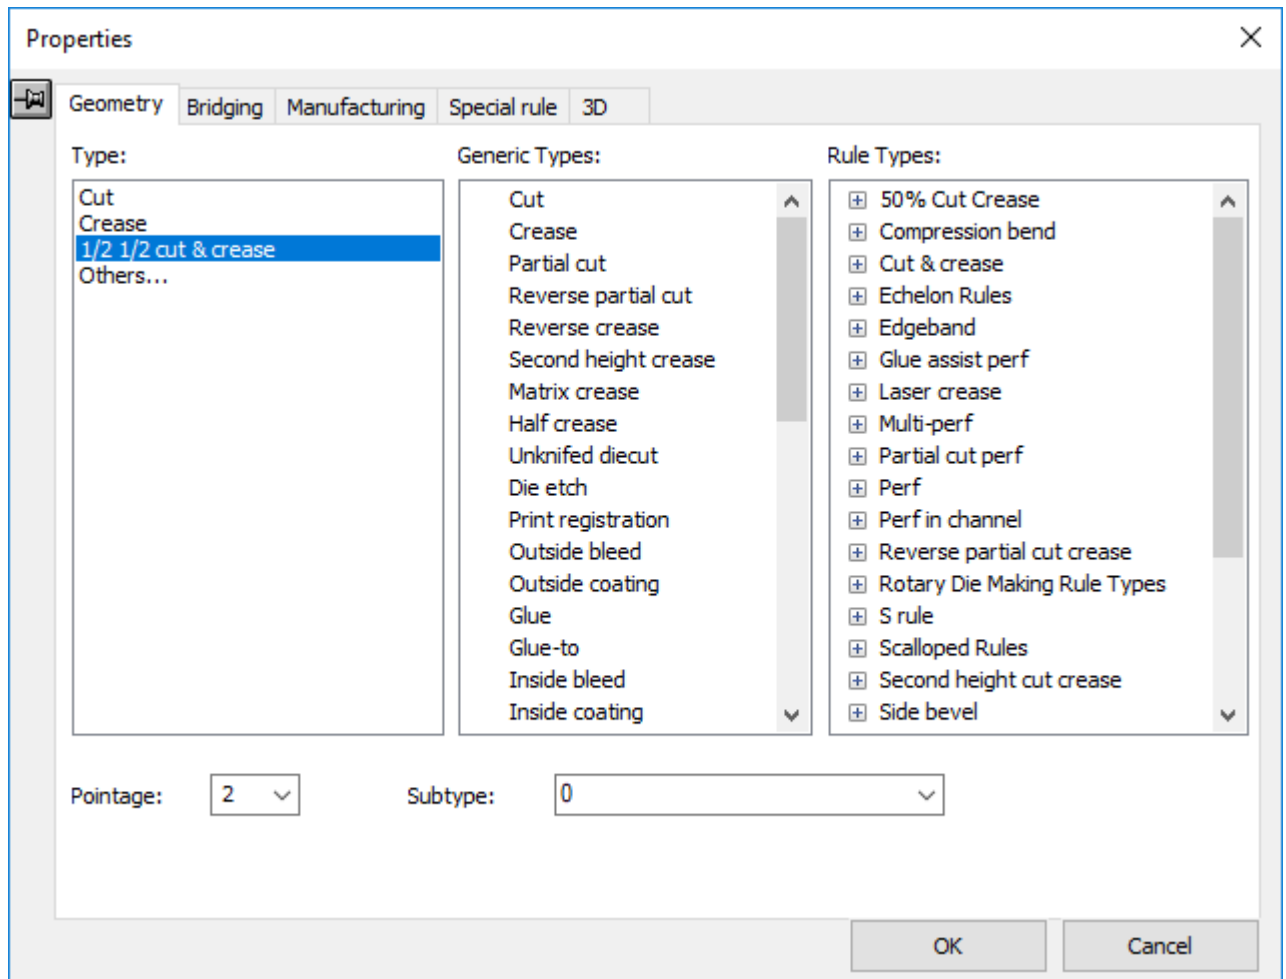 Properties
Geometry Bridging Manufacturing Special rule 3D
Type:
Cut
Crease
1/2 1/2 cut & crease
Others...
Generic Types:
Cut
Crease
Partial cut
Reverse partial cut
Reverse crease
Second height crease
Matrix crease
Half crease
Unknifed diecut
Die etch
Print registration
Outside bleed
Outside coating
Glue
Glue-to
Inside bleed
Inside coating
Rule Types:
50% Cut Crease
Compression bend
Cut & crease
Echelon Rules
Edgeband
Glue assist perf
Laser crease
Multi-perf
Partial cut perf
Perf
Perf in channel
Reverse partial cut crease
Rotary Die Making Rule Types
S rule
Scalloped Rules
Second height cut crease
Side bevel
Pointage: 2 Subtype: 0
OK Cancel